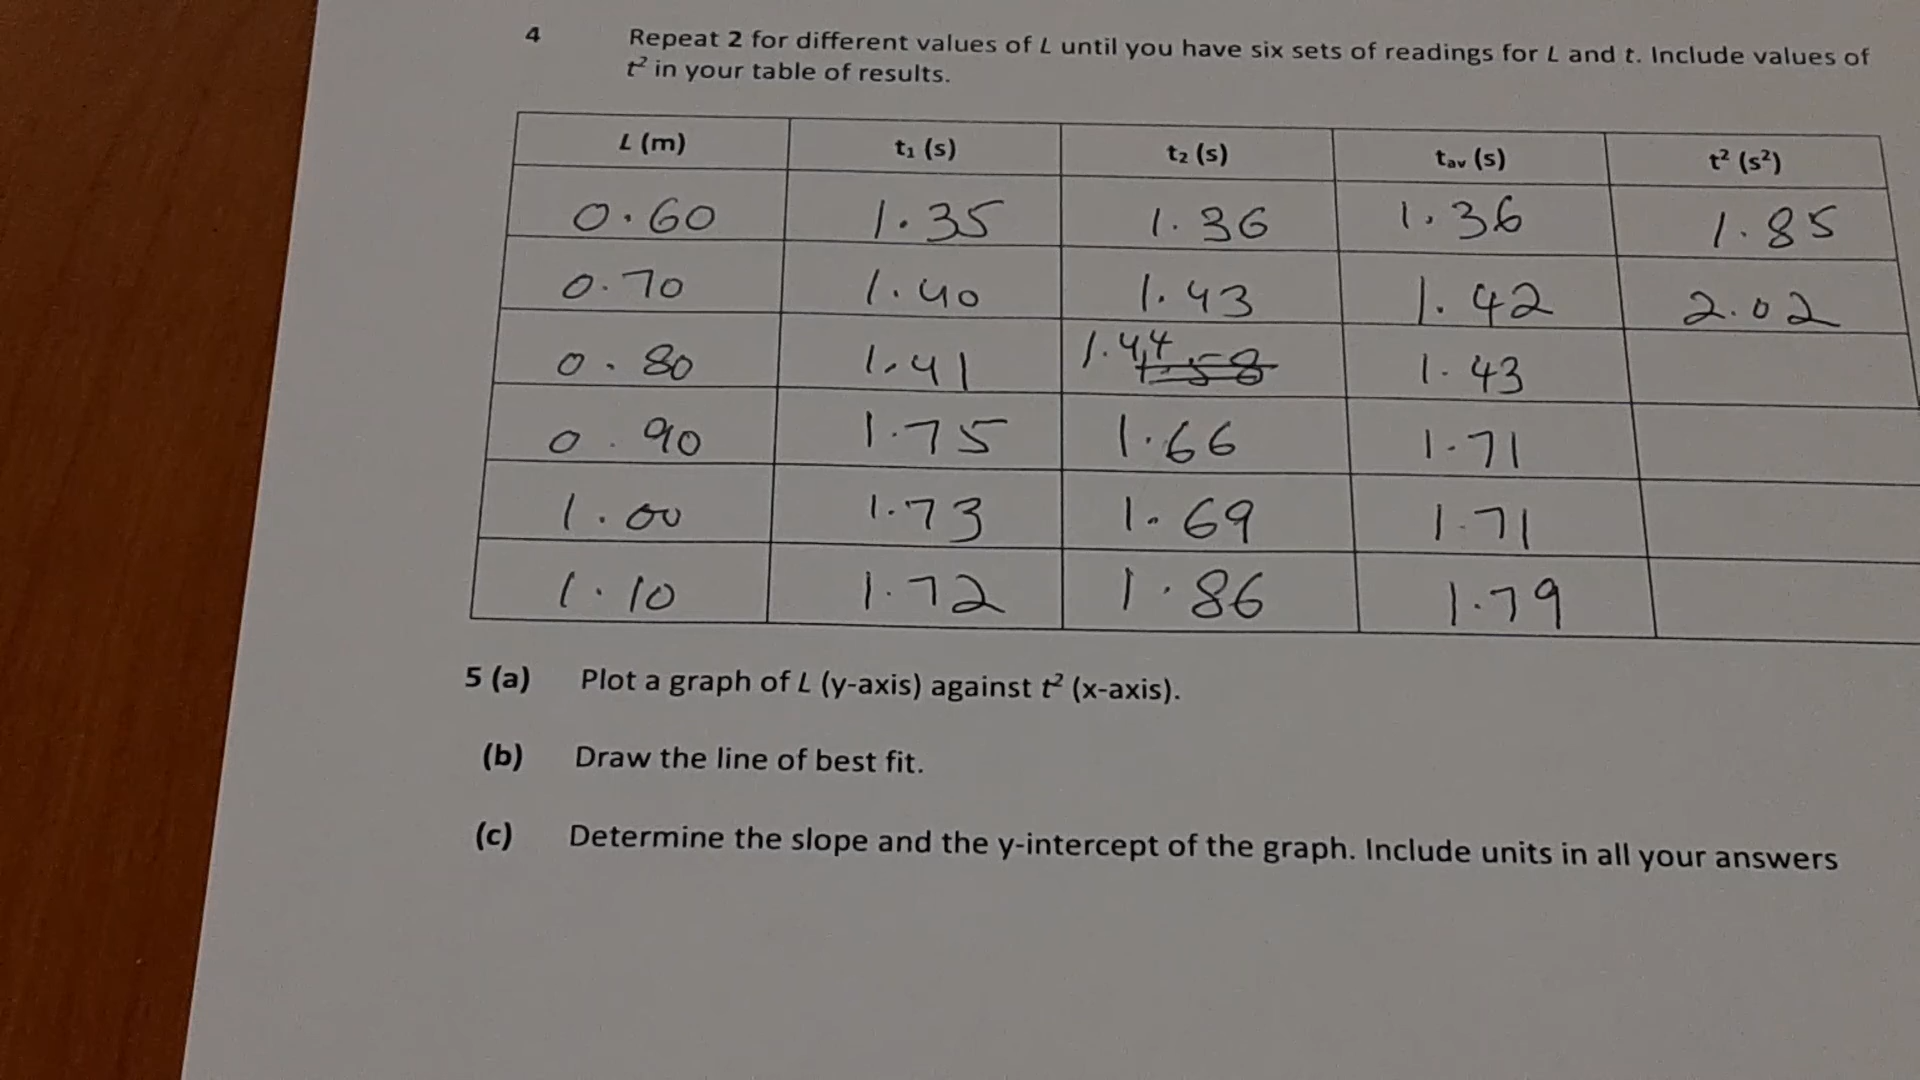 4 Repeat 2 for different values of L until you have six sets of readings for L and t. Include values of
t² in your table of results.
L (m) t₁ (s) t₂ (s) tₐᵥ (s) t² (s²)
0.60 1.35 1.36 1.36 1.85
0.70 1.40 1.43 1.42 2.02
0.80 1.41 1.44 1.58 1.43
0.90 1.75 1.66 1.71
1.00 1.73 1.69 1.71
1.10 1.72 1.86 1.79
5 (a) Plot a graph of L (y-axis) against t² (x-axis).
(b) Draw the line of best fit.
(c) Determine the slope and the y-intercept of the graph. Include units in all your answers